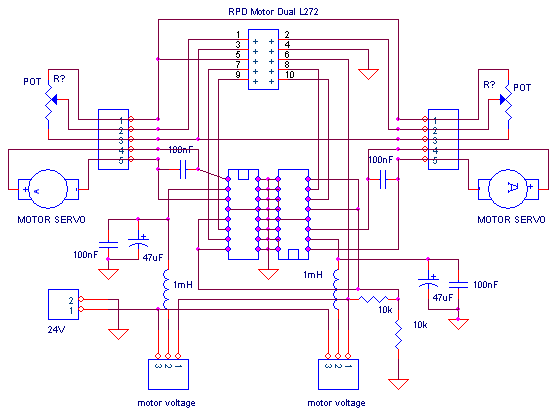 RPD Motor Dual L272
1 2
3 4
5 6
7 8
9 10
POT R?
R? POT
1 1
2 2
3 3
4 4
5 5
100nF 100nF
+ V -
- A +
MOTOR SERVO MOTOR SERVO
100nF + 47uF
1mH 1mH
+ 47uF 100nF
2
1
24V
10k
10k
3 2 1
3 2 1
motor voltage motor voltage